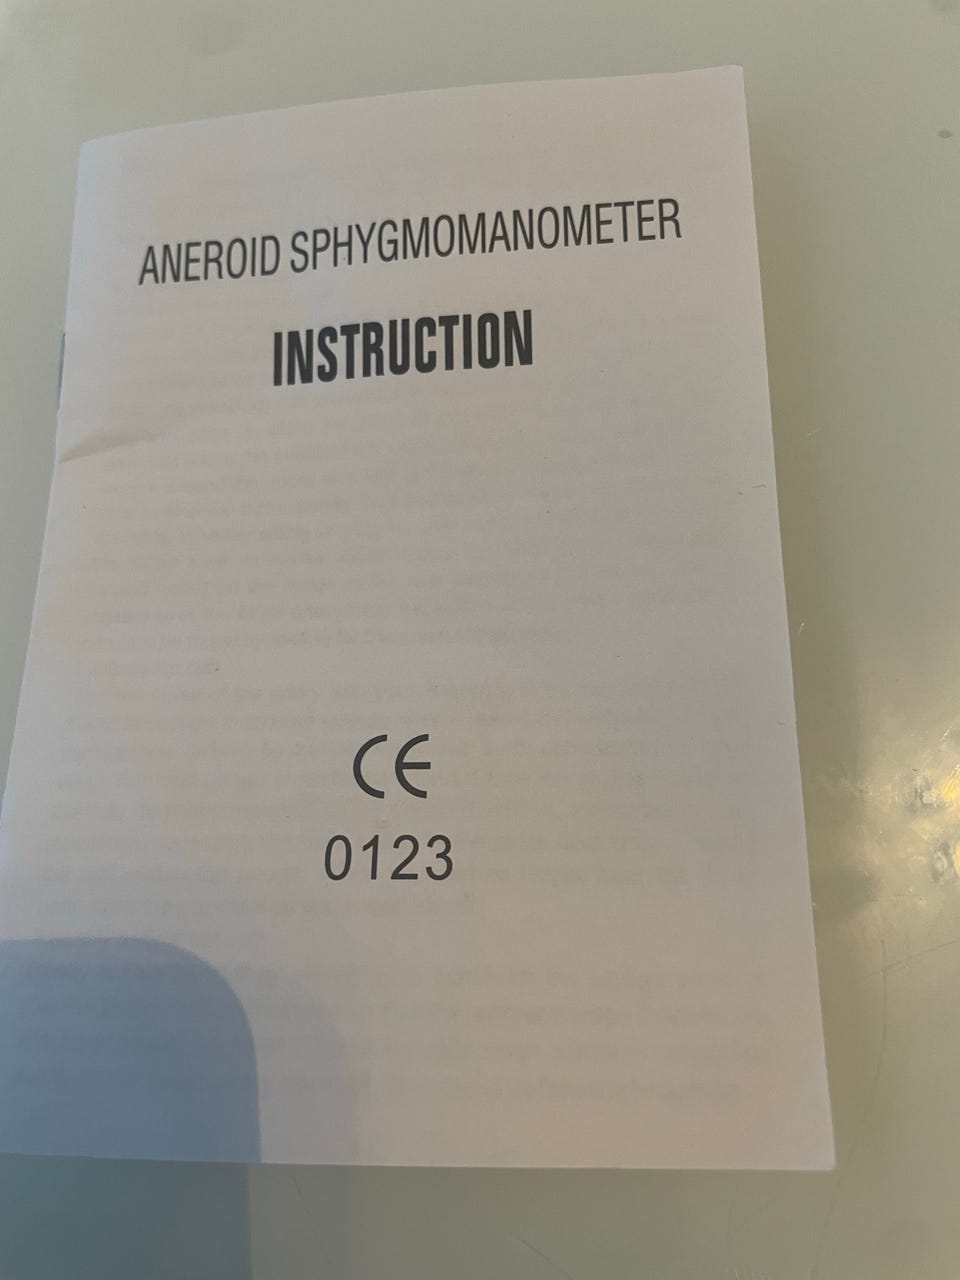 ANEROID SPHYGMOMANOMETER
INSTRUCTION
CE
0123